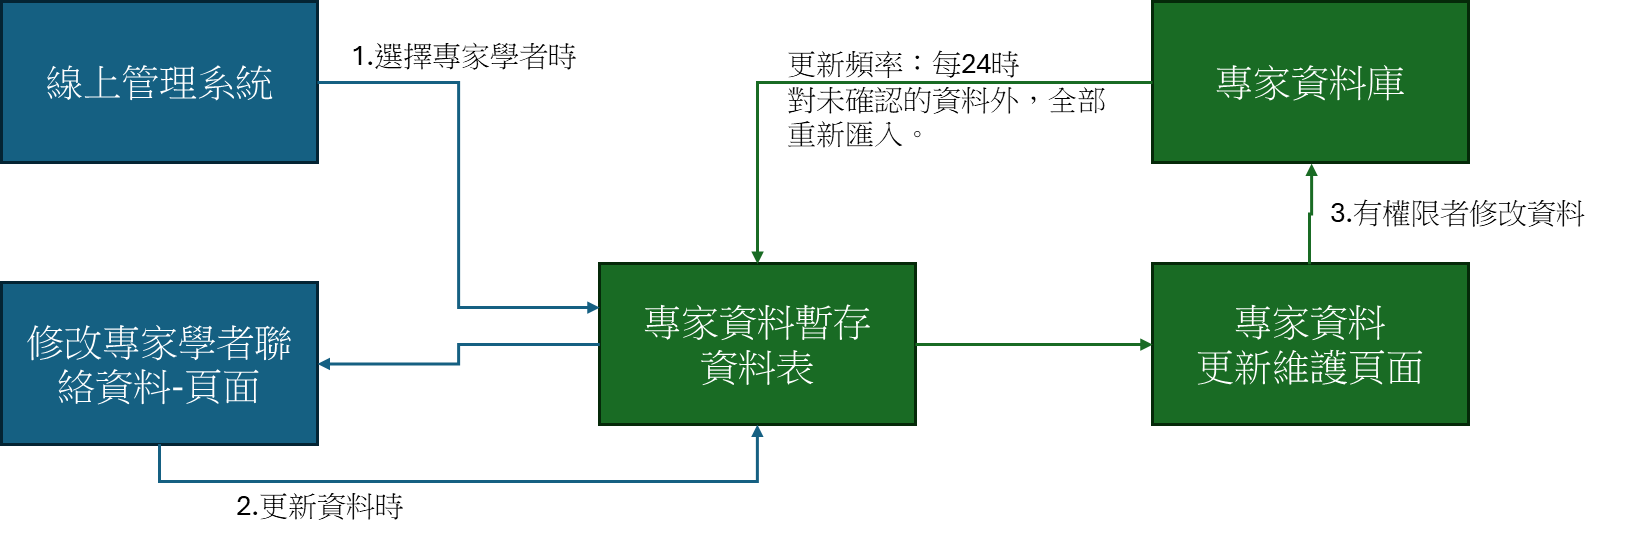 線上管理系統
1.選擇專家學者時
更新頻率：每24時
對未確認的資料外，全部
重新匯入。
專家資料庫
3.有權限者修改資料
修改專家學者聯
絡資料-頁面
專家資料暫存
資料表
專家資料
更新維護頁面
2.更新資料時